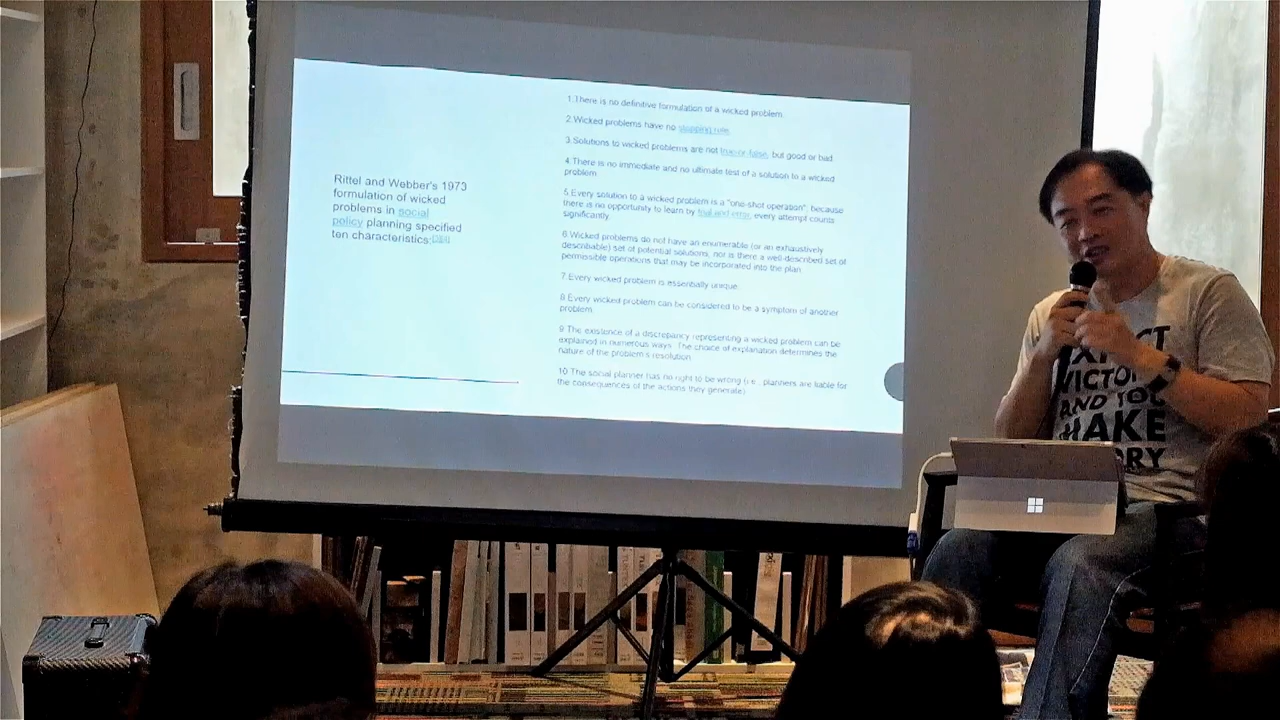 Rittel and Webber's 1973
formulation of wicked
problems in social
policy planning specified
ten characteristics:[3][4]
1.There is no definitive formulation of a wicked problem.
2.Wicked problems have no stopping rule.
3.Solutions to wicked problems are not true-or-false, but good or bad.
4.There is no immediate and no ultimate test of a solution to a wicked
problem.
5.Every solution to a wicked problem is a "one-shot operation"; because
there is no opportunity to learn by trial and error, every attempt counts
significantly.
6.Wicked problems do not have an enumerable (or an exhaustively
describable) set of potential solutions, nor is there a well-described set of
permissible operations that may be incorporated into the plan.
7.Every wicked problem is essentially unique.
8.Every wicked problem can be considered to be a symptom of another
problem.
9.The existence of a discrepancy representing a wicked problem can be
explained in numerous ways. The choice of explanation determines the
nature of the problem's resolution.
10.The social planner has no right to be wrong (i.e., planners are liable for
the consequences of the actions they generate).
AND YOU